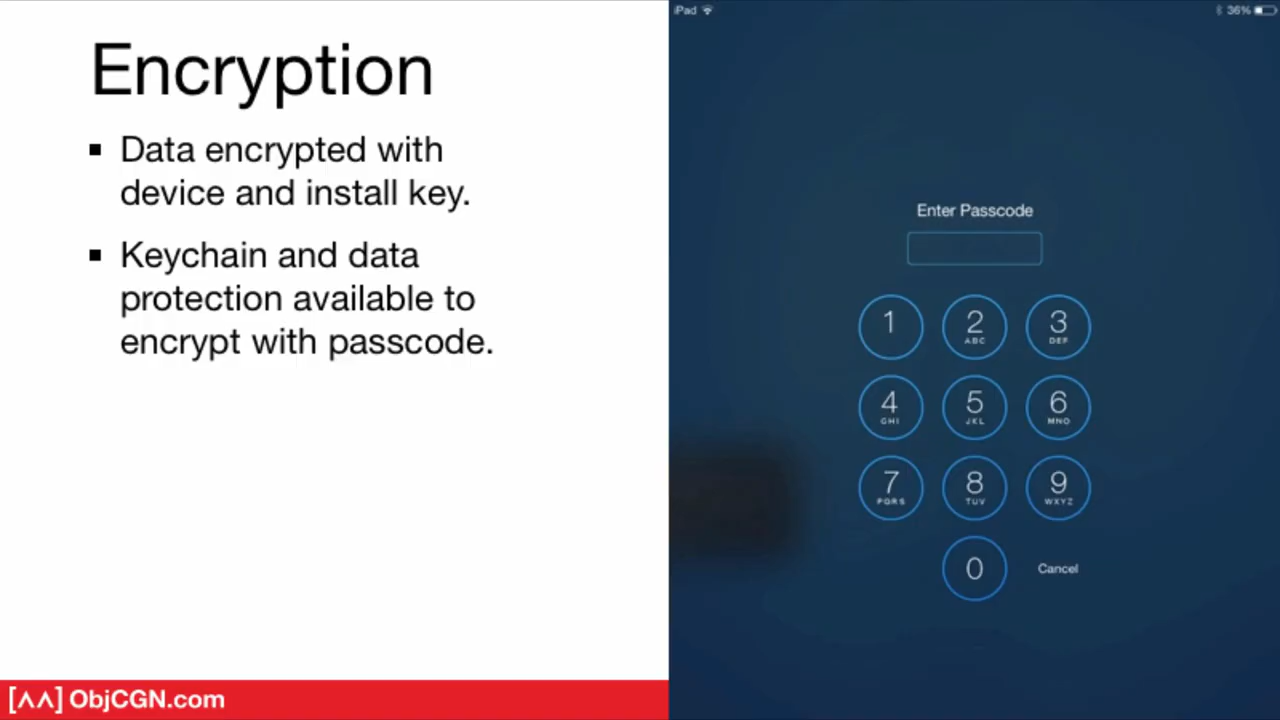 Encryption
▪ Data encrypted with
device and install key.
▪ Keychain and data
protection available to
encrypt with passcode.
[ΛΛ] ObjCGN.com
iPad
36%
Enter Passcode
1 2 3
ABC DEF
4 5 6
GHI JKL MNO
7 8 9
PQRS TUV WXYZ
0 Cancel